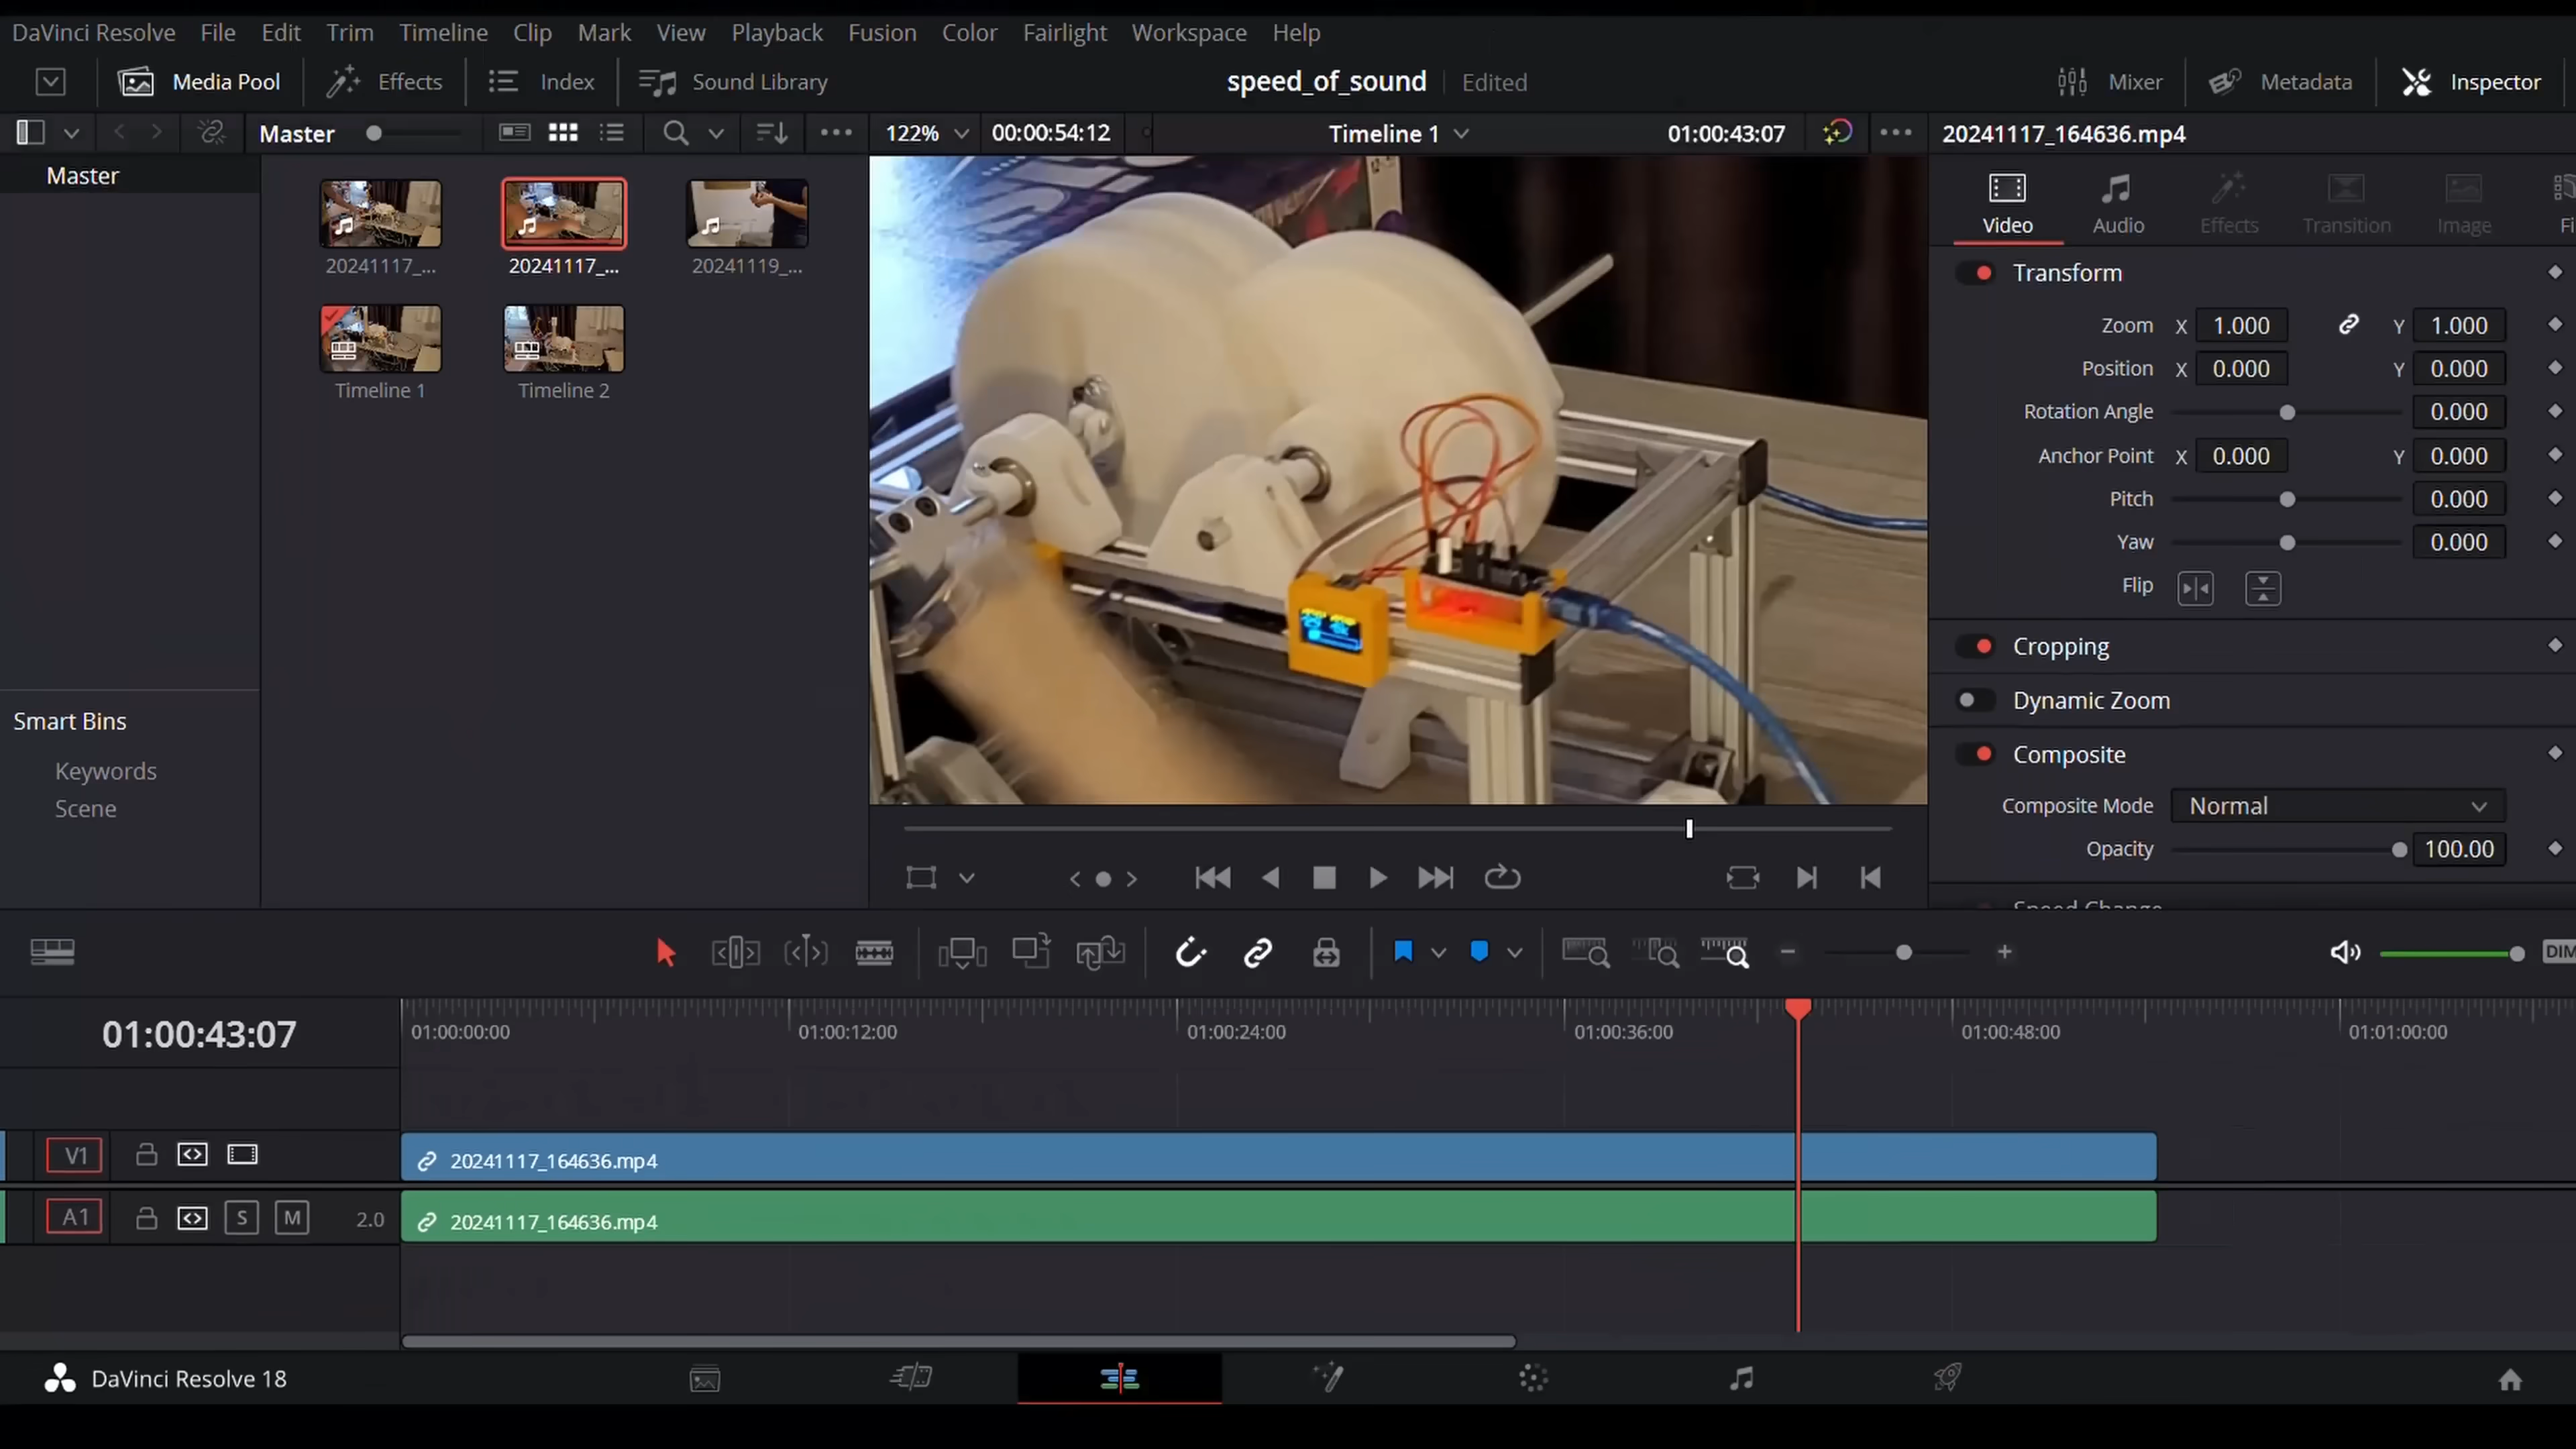 DaVinci Resolve File Edit Trim Timeline Clip Mark View Playback Fusion Color Fairlight Workspace Help
Media Pool Effects Index Sound Library speed_of_sound Edited Mixer Metadata Inspector
Master 122% 00:00:54:12 Timeline 1 01:00:43:07 20241117_164636.mp4
Master
20241117_... 20241117_... 20241119_...
Timeline 1 Timeline 2
Smart Bins
Keywords
Scene
Video Audio Effects Transition Image Fi
Transform
Zoom X 1.000 Y 1.000
Position X 0.000 Y 0.000
Rotation Angle 0.000
Anchor Point X 0.000 Y 0.000
Pitch 0.000
Yaw 0.000
Flip
Cropping
Dynamic Zoom
Composite
Composite Mode Normal
Opacity 100.00
Speed Change
DIM
01:00:43:07 01:00:00:00 01:00:12:00 01:00:24:00 01:00:36:00 01:00:48:00 01:01:00:00
V1 20241117_164636.mp4
A1 S M 2.0 20241117_164636.mp4
DaVinci Resolve 18